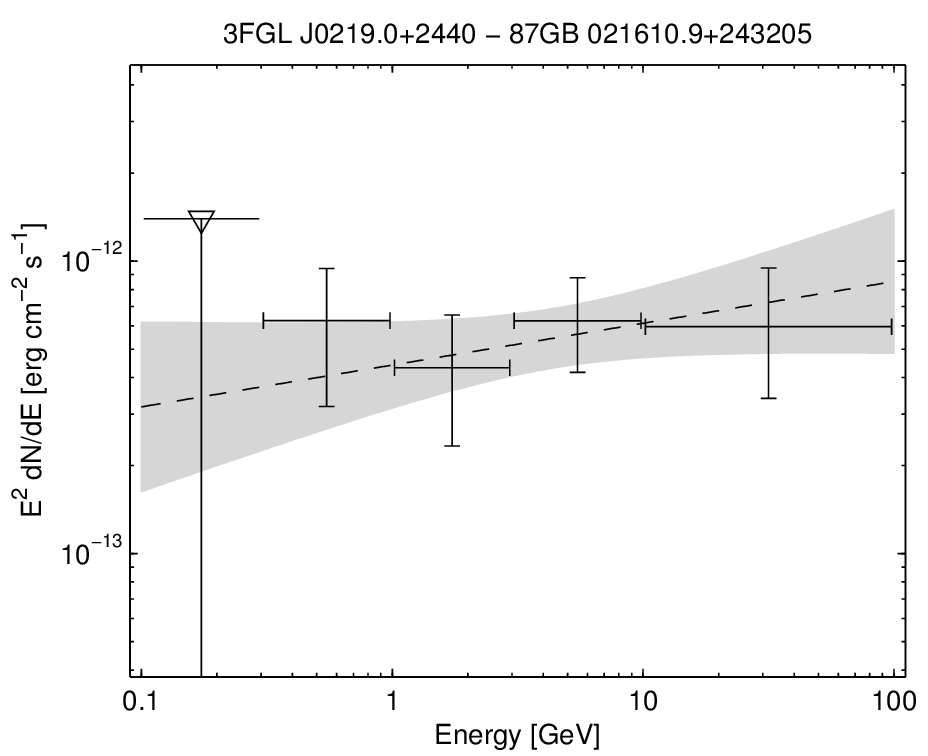 3FGL J0219.0+2440 − 87GB 021610.9+243205
E² dN/dE [erg cm⁻² s⁻¹]
10⁻¹²
10⁻¹³
0.1 1 10 100
Energy [GeV]